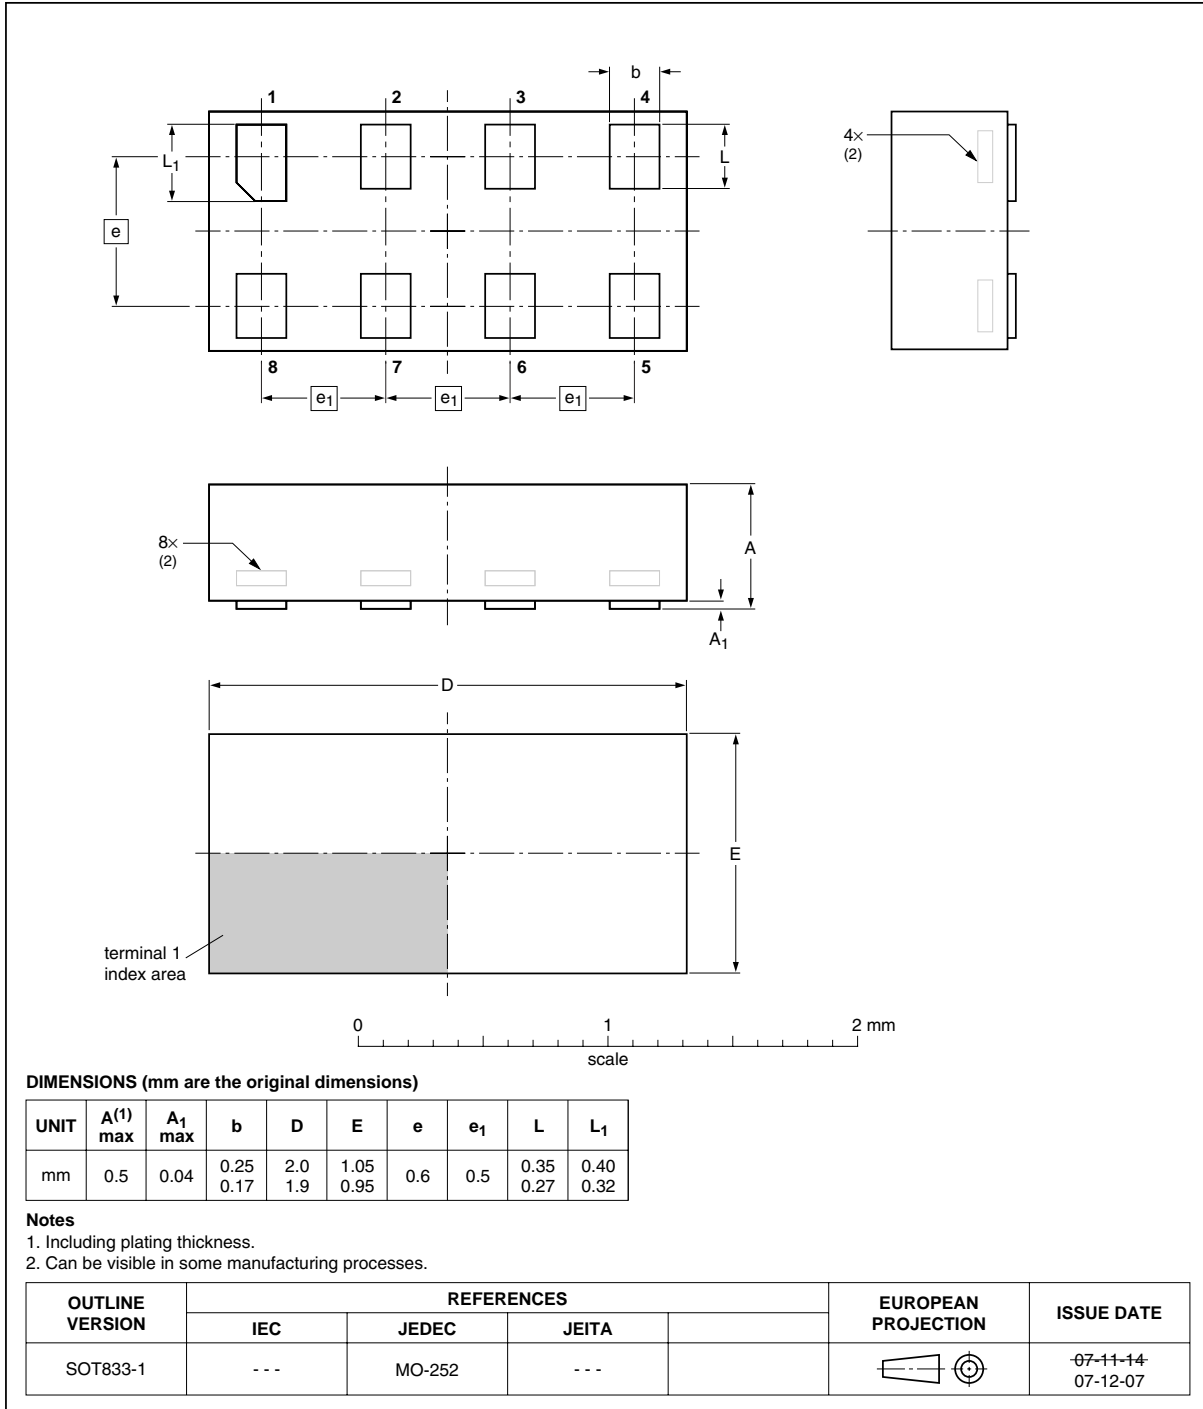 b
1 2 3 4
L1
L
4×
(2)
e
8 7 6 5
e1 e1 e1
8×
(2)
A
A1
D
E
terminal 1
index area
0 1 2 mm
scale
DIMENSIONS (mm are the original dimensions)
UNIT A(1) max A1 max b D E e e1 L L1
mm 0.5 0.04 0.25 0.17 2.0 1.9 1.05 0.95 0.6 0.5 0.35 0.27 0.40 0.32
Notes
1. Including plating thickness.
2. Can be visible in some manufacturing processes.
OUTLINE VERSION REFERENCES EUROPEAN PROJECTION ISSUE DATE
IEC JEDEC JEITA
SOT833-1 - - - MO-252 - - - 07-11-14
07-12-07